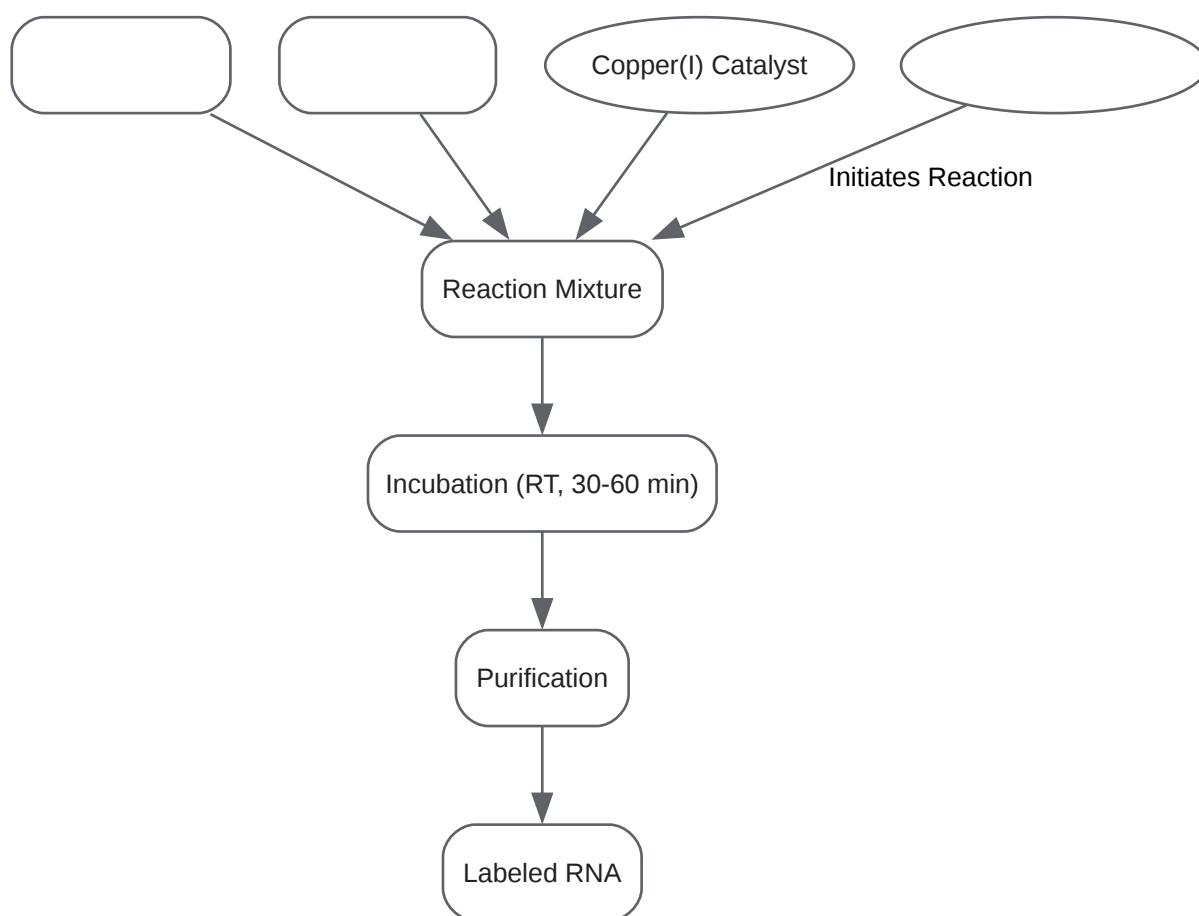 Copper(I) Catalyst
Initiates Reaction
Reaction Mixture
Incubation (RT, 30-60 min)
Purification
Labeled RNA